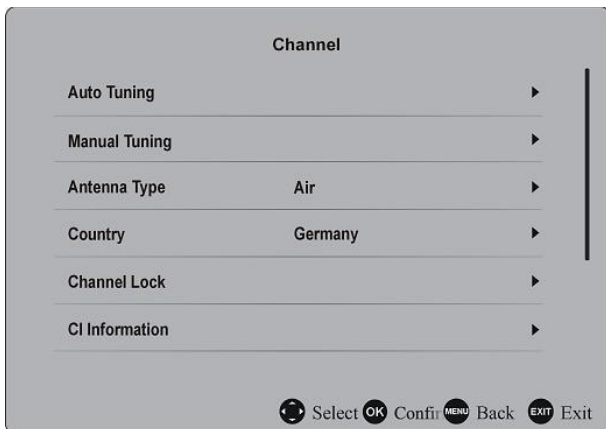 Channel
Auto Tuning
Manual Tuning
Antenna Type Air
Country Germany
Channel Lock
CI Information
Select OK Confir MENU Back EXIT Exit